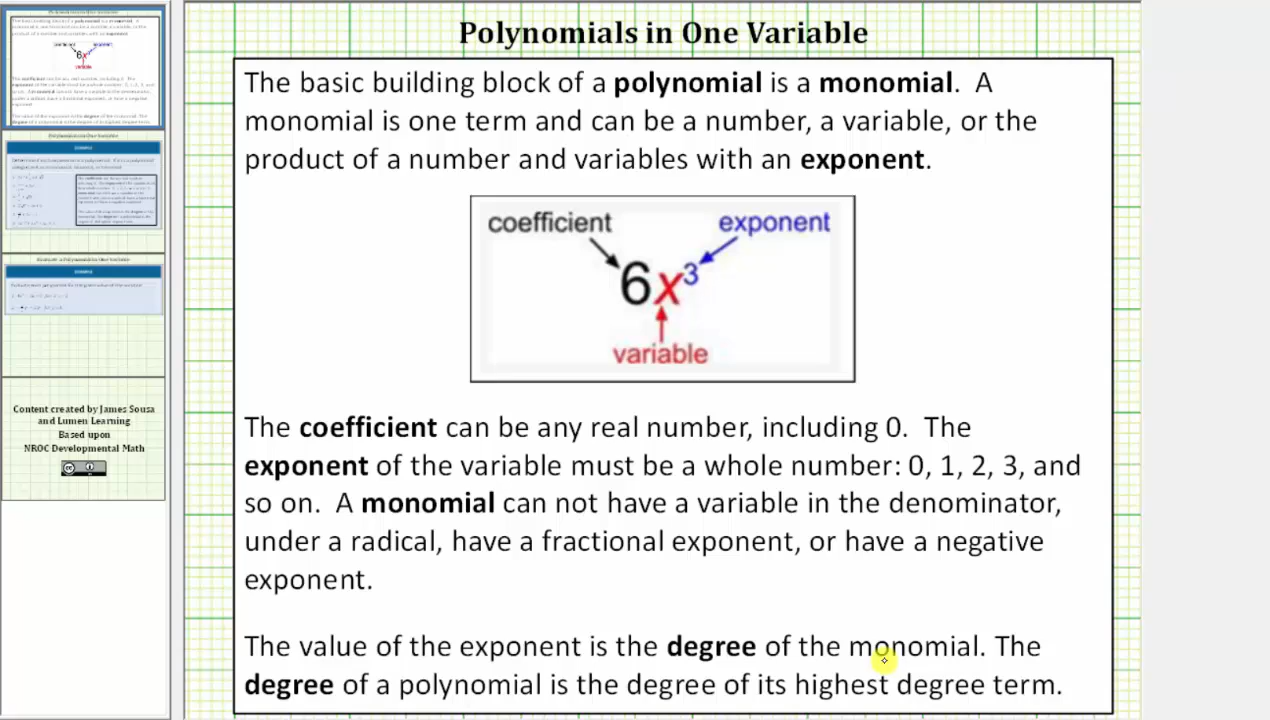 Polynomials in One Variable
The basic building block of a polynomial is a monomial. A
monomial is one term and can be a number, a variable, or the
product of a number and variables with an exponent.
coefficient
exponent
6x³
variable
The coefficient can be any real number, including 0. The
exponent of the variable must be a whole number: 0, 1, 2, 3, and
so on. A monomial can not have a variable in the denominator,
under a radical, have a fractional exponent, or have a negative
exponent.
The value of the exponent is the degree of the monomial. The
degree of a polynomial is the degree of its highest degree term.
Content created by James Sousa
and Lumen Learning
Based upon
NROC Developmental Math